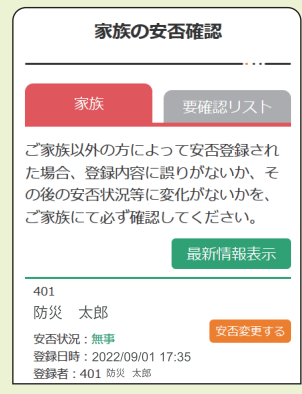 家族の安否確認
家族
要確認リスト
ご家族以外の方によって安否登録され
た場合、登録内容に誤りがないか、そ
の後の安否状況等に変化がないかを、
ご家族にて必ず確認してください。
最新情報表示
401
防災　太郎
安否状況：無事
安否変更する
登録日時：2022/09/01 17:35
登録者：401 防災 太郎